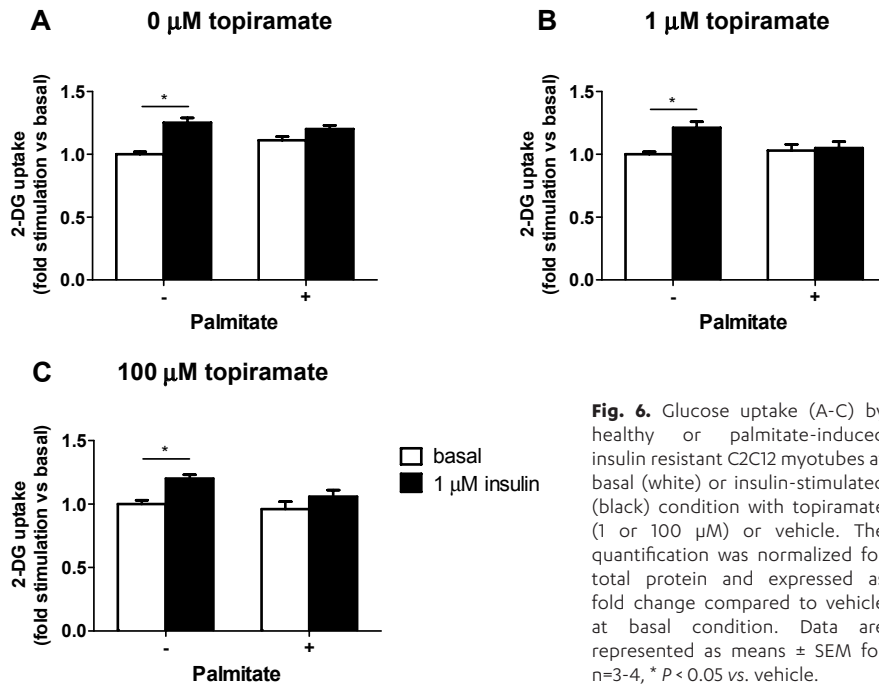 A
0 μM topiramate
2-DG uptake
(fold stimulation vs basal)
1.5
1.0
0.5
0.0
*
-
+
Palmitate
B
1 μM topiramate
2-DG uptake
(fold stimulation vs basal)
1.5
1.0
0.5
0.0
*
-
+
Palmitate
C
100 μM topiramate
2-DG uptake
(fold stimulation vs basal)
1.5
1.0
0.5
0.0
*
-
+
Palmitate
basal
1 μM insulin
Fig. 6. Glucose uptake (A-C) by
healthy or palmitate-induced
insulin resistant C2C12 myotubes a
basal (white) or insulin-stimulated
(black) condition with topiramate
(1 or 100 μM) or vehicle. The
quantification was normalized fo
total protein and expressed as
fold change compared to vehicle
at basal condition. Data are
represented as means ± SEM fo
n=3-4, * P < 0.05 vs. vehicle.